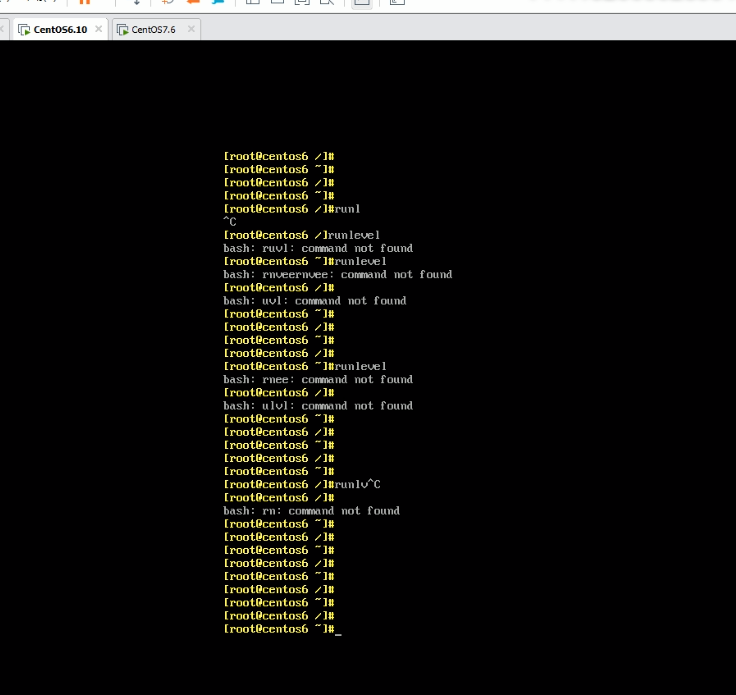 CentOS6.10 × CentOS7.6 ×
[root@centos6 /]#
[root@centos6 ~]#
[root@centos6 /]#
[root@centos6 ~]#
[root@centos6 /]#runl
^C
[root@centos6 /]runlevel
bash: ruvl: command not found
[root@centos6 ~]#runlevel
bash: rnveernvee: command not found
[root@centos6 /]#
bash: uvl: command not found
[root@centos6 ~]#
[root@centos6 /]#
[root@centos6 ~]#
[root@centos6 /]#
[root@centos6 ~]#runlevel
bash: rnee: command not found
[root@centos6 /]#
bash: ulvl: command not found
[root@centos6 ~]#
[root@centos6 /]#
[root@centos6 ~]#
[root@centos6 /]#
[root@centos6 ~]#
[root@centos6 /]#runlv^C
[root@centos6 /]#
bash: rn: command not found
[root@centos6 ~]#
[root@centos6 /]#
[root@centos6 ~]#
[root@centos6 /]#
[root@centos6 ~]#
[root@centos6 /]#
[root@centos6 ~]#
[root@centos6 /]#
[root@centos6 ~]#_